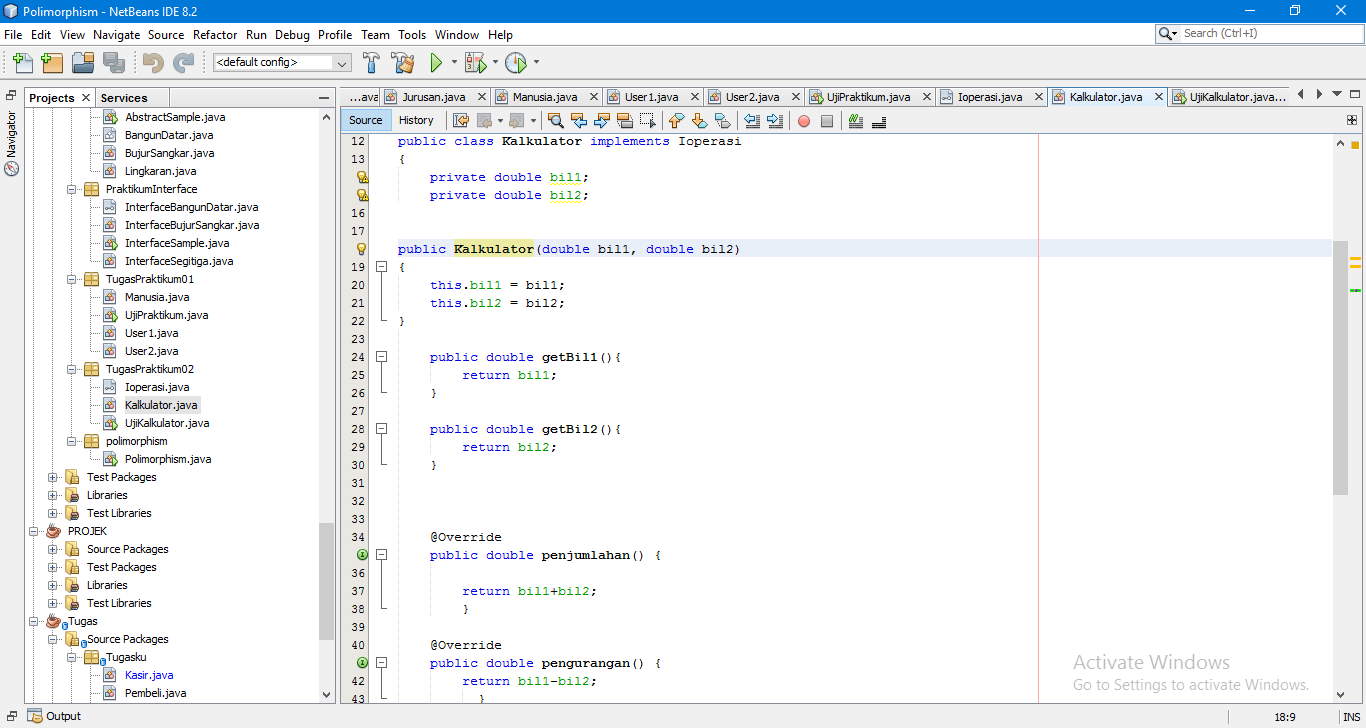 Polimorphism - NetBeans IDE 8.2
File Edit View Navigate Source Refactor Run Debug Profile Team Tools Window Help
Search (Ctrl+I)
<default config>
Projects Services
Navigator
AbstractSample.java
BangunDatar.java
BujurSangkar.java
Lingkaran.java
PraktikumInterface
InterfaceBangunDatar.java
InterfaceBujurSangkar.java
InterfaceSample.java
InterfaceSegitiga.java
TugasPraktikum01
Manusia.java
UjiPraktikum.java
User1.java
User2.java
TugasPraktikum02
Ioperasi.java
Kalkulator.java
UjiKalkulator.java
polimorphism
Polimorphism.java
Test Packages
Libraries
Test Libraries
PROJEK
Source Packages
Test Packages
Libraries
Test Libraries
Tugas
Source Packages
Tugasku
Kasir.java
Pembeli.java
...ava Jurusan.java Manusia.java User1.java User2.java UjiPraktikum.java Ioperasi.java Kalkulator.java UjiKalkulator.java...
Source History
12 public class Kalkulator implements Ioperasi
13 {
private double bil1;
private double bil2;
16
17
public Kalkulator(double bil1, double bil2)
19 {
20 this.bil1 = bil1;
21 this.bil2 = bil2;
22 }
23
24 public double getBil1(){
25 return bil1;
26 }
27
28 public double getBil2(){
29 return bil2;
30 }
31
32
33
34 @Override
public double penjumlahan() {
36
37 return bil1+bil2;
38 }
39
40 @Override
public double pengurangan() {
42 return bil1-bil2;
43 }
Activate Windows
Go to Settings to activate Windows.
Output
18:9 INS